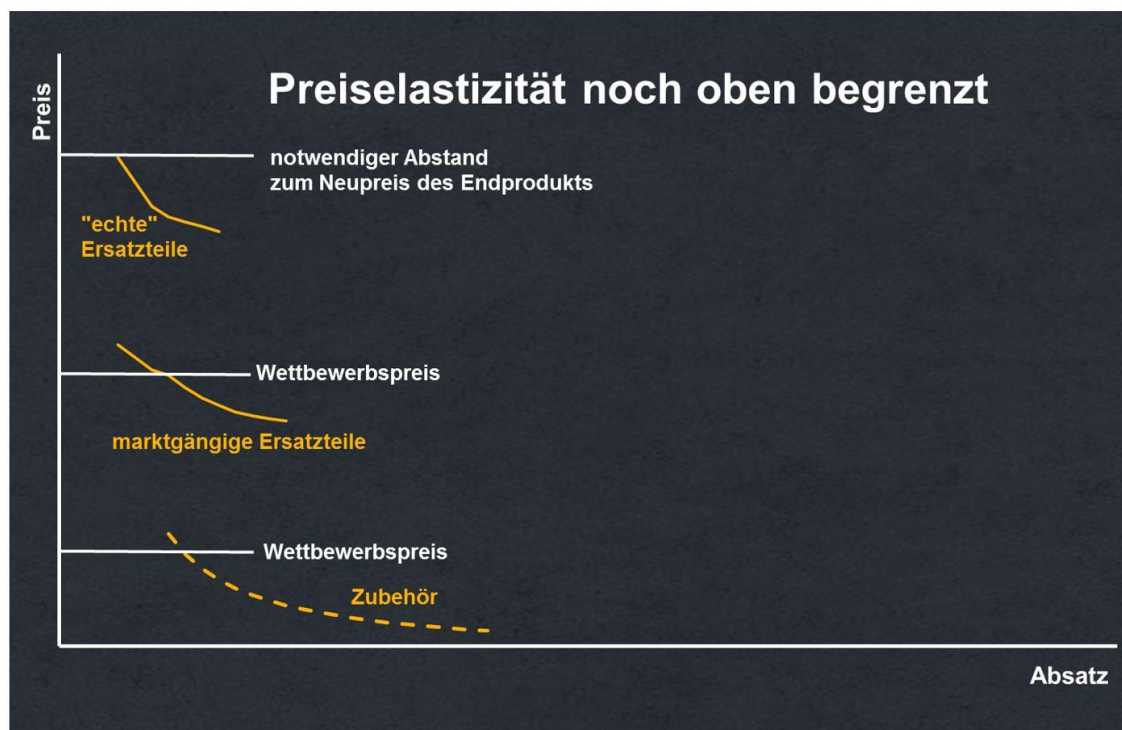 Preiselastizität noch oben begrenzt
Preis
notwendiger Abstand
zum Neupreis des Endprodukts
"echte"
Ersatzteile
Wettbewerbspreis
marktgängige Ersatzteile
Wettbewerbspreis
Zubehör
Absatz